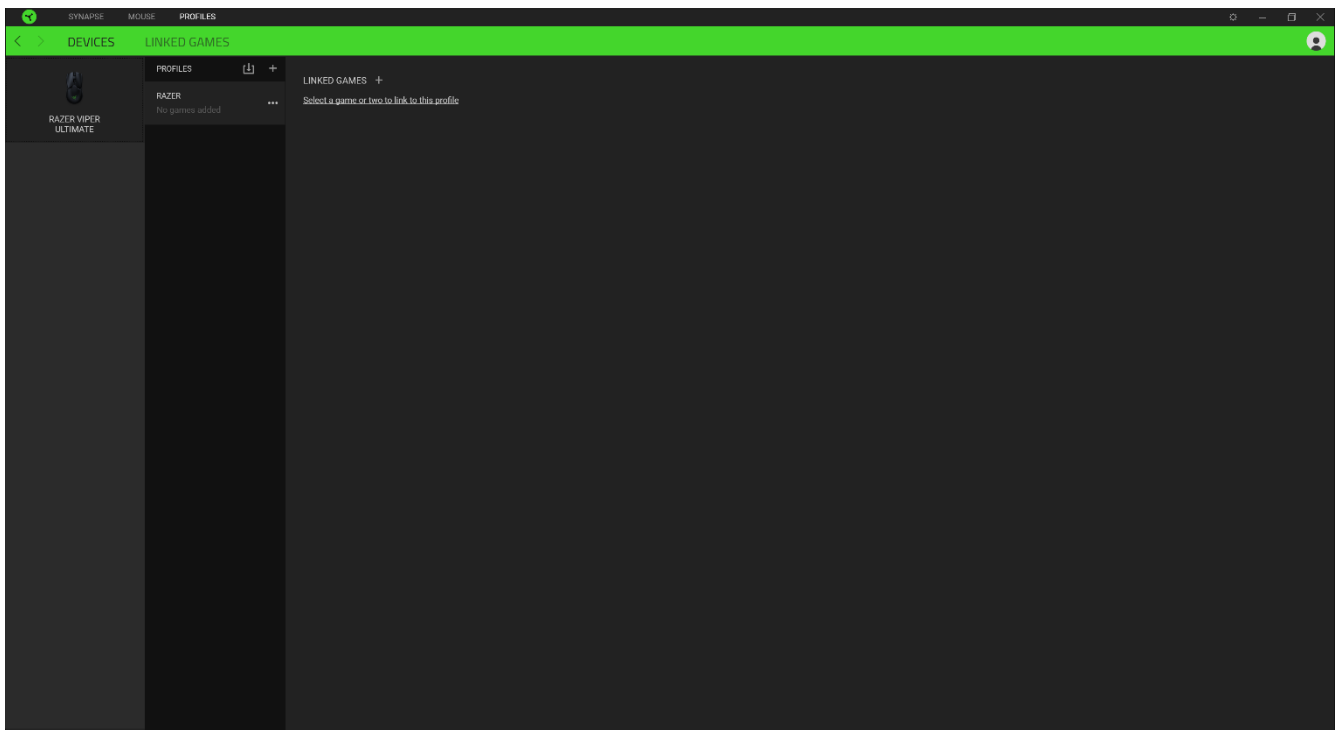 SYNAPSE MOUSE PROFILES
DEVICES LINKED GAMES
RAZER VIPER
ULTIMATE
PROFILES
RAZER
No games added
LINKED GAMES
Select a game or two to link to this profile